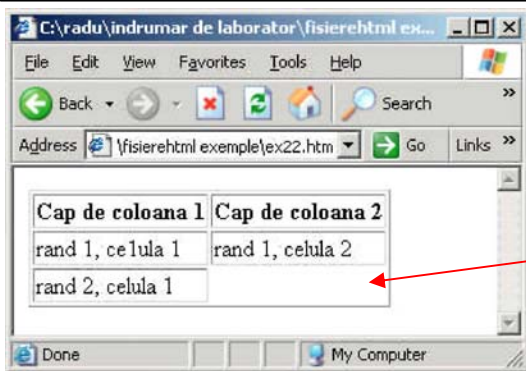 C:\radu\indrumar de laborator\fisierehtml ex...
File Edit View Favorites Tools Help
Back Search »
Address \fisierehtml exemple\ex22.htm Go Links »
Cap de coloana 1 Cap de coloana 2
rand 1, ce1ula 1 rand 1, celula 2
rand 2, celula 1
Done My Computer